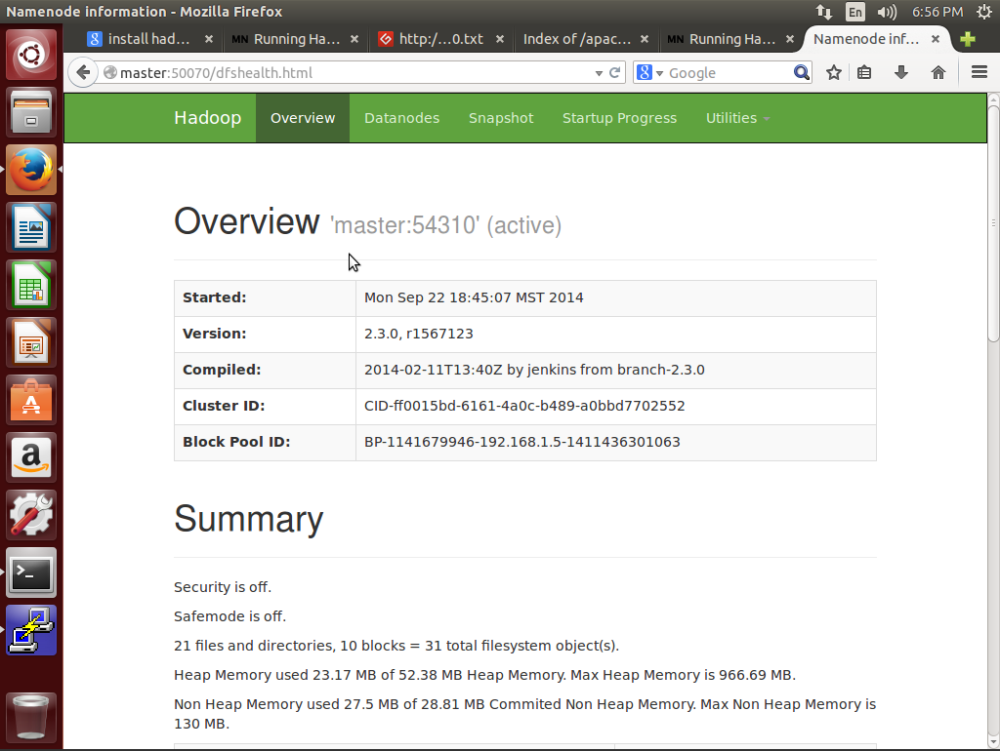 Namenode information - Mozilla Firefox
En
6:56 PM
install had...
MN Running Ha...
http:/...0.txt
Index of /apac...
MN Running Ha...
Namenode inf...
master:50070/dfshealth.html
Google
Hadoop
Overview
Datanodes
Snapshot
Startup Progress
Utilities
Overview 'master:54310' (active)
Started: Mon Sep 22 18:45:07 MST 2014
Version: 2.3.0, r1567123
Compiled: 2014-02-11T13:40Z by jenkins from branch-2.3.0
Cluster ID: CID-ff0015bd-6161-4a0c-b489-a0bbd7702552
Block Pool ID: BP-1141679946-192.168.1.5-1411436301063
Summary
Security is off.
Safemode is off.
21 files and directories, 10 blocks = 31 total filesystem object(s).
Heap Memory used 23.17 MB of 52.38 MB Heap Memory. Max Heap Memory is 966.69 MB.
Non Heap Memory used 27.5 MB of 28.81 MB Commited Non Heap Memory. Max Non Heap Memory is
130 MB.